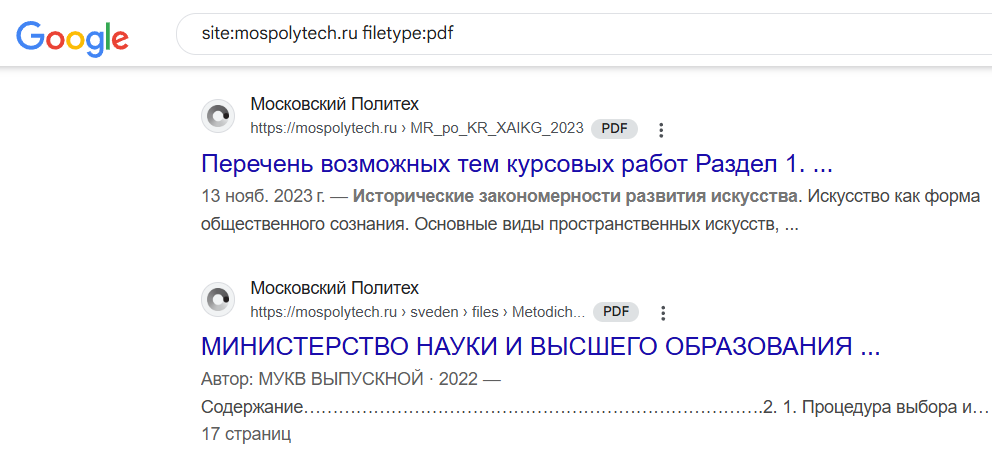 Google
site:mospolytech.ru filetype:pdf
Московский Политех
https://mospolytech.ru › MR_po_KR_XAIKG_2023 PDF
Перечень возможных тем курсовых работ Раздел 1. ...
13 нояб. 2023 г. — Исторические закономерности развития искусства. Искусство как форма
общественного сознания. Основные виды пространственных искусств, ...
Московский Политех
https://mospolytech.ru › sveden › files › Metodich... PDF
МИНИСТЕРСТВО НАУКИ И ВЫСШЕГО ОБРАЗОВАНИЯ ...
Автор: МУКВ ВЫПУСКНОЙ · 2022 —
Содержание…………………………………………………………………….2. 1. Процедура выбора и…
17 страниц